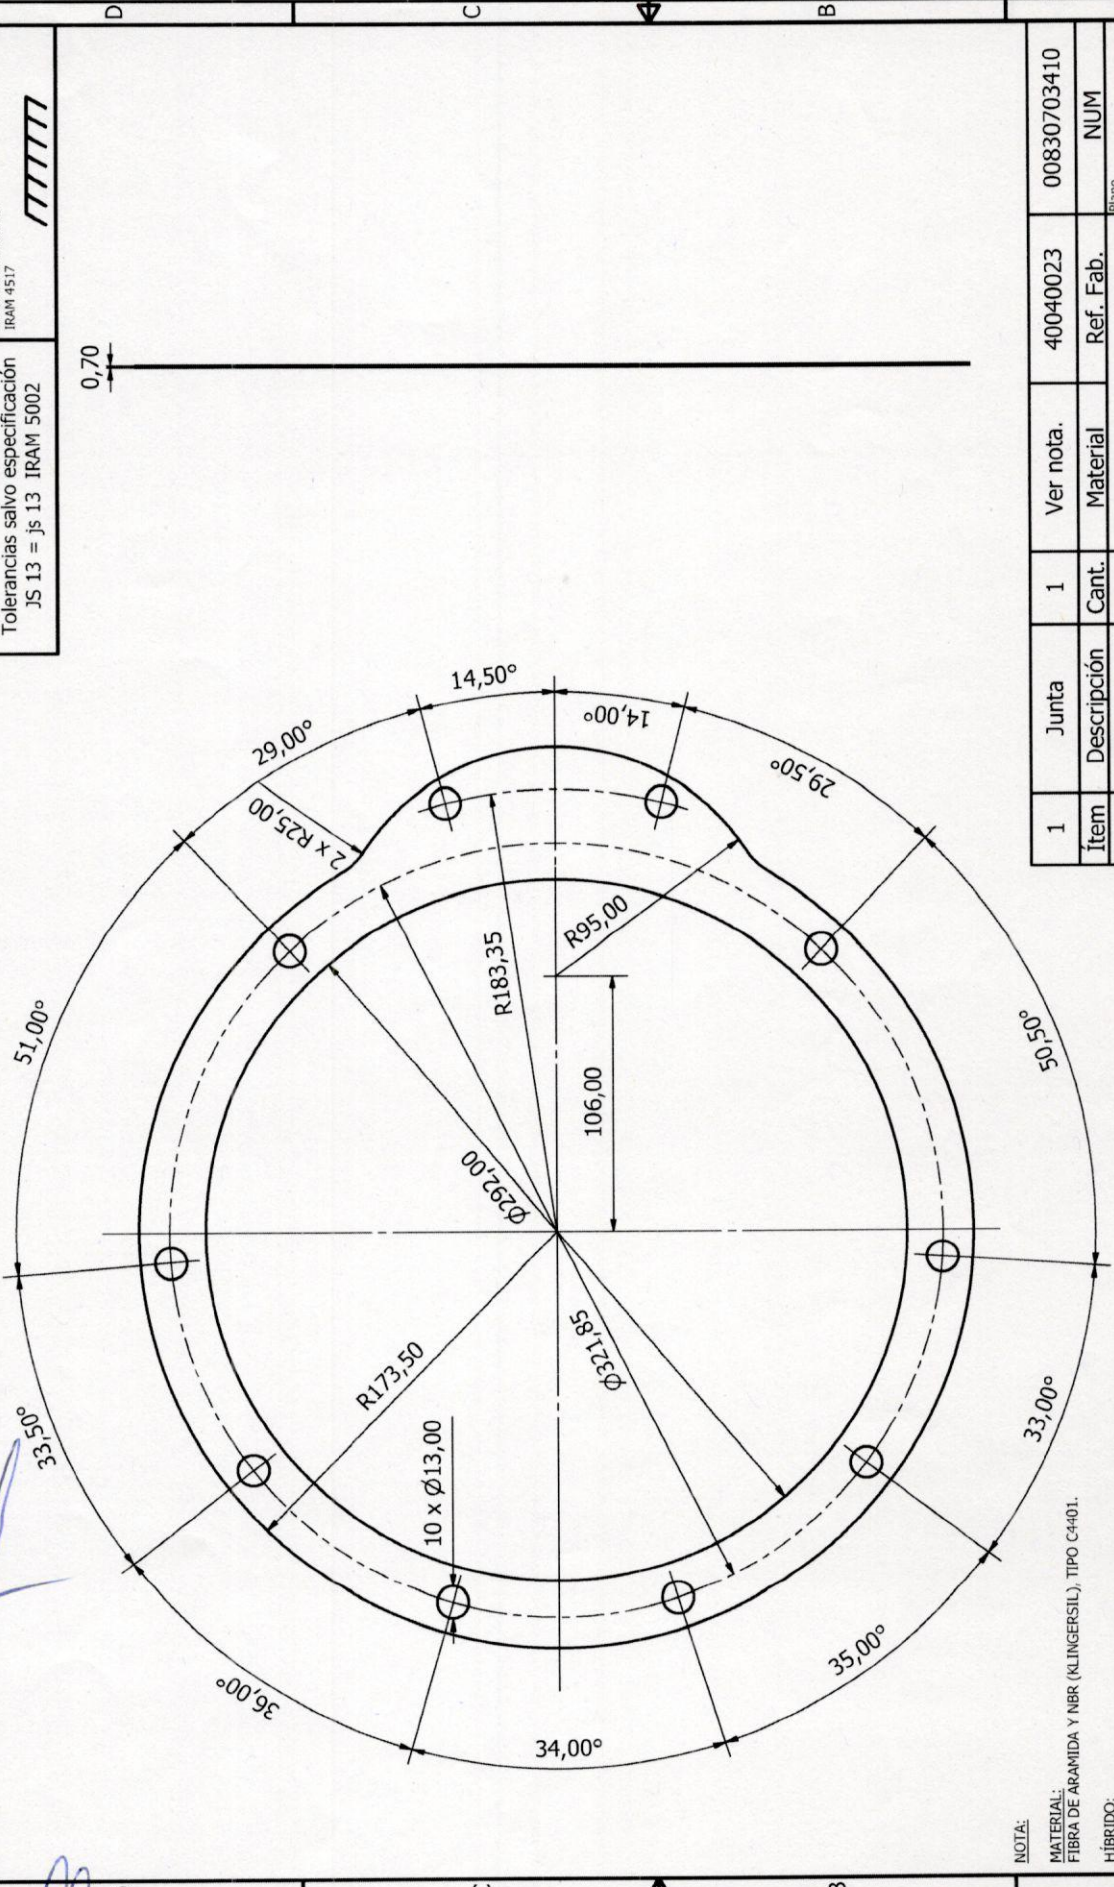 D
C
B
Tolerancias salvo especificación
JS 13 = js 13 IRAM 5002
IRAM 4517
0,70
14,50°
14,00°
29,00°
29,50°
2 x R25,00
51,00°
50,50°
R95,00
R183,35
106,00
Ø292,00
Ø321,85
R173,50
10 x Ø13,00
33,50°
33,00°
36,00°
35,00°
34,00°
1 Junta 1 Ver nota. 40040023 00830703410
Ítem Descripción Cant. Material Ref. Fab. NUM
Plano
NOTA:
MATERIAL:
FIBRA DE ARAMIDA Y NBR (KLINGERSIL), TIPO C4401.
HÍBRIDO: